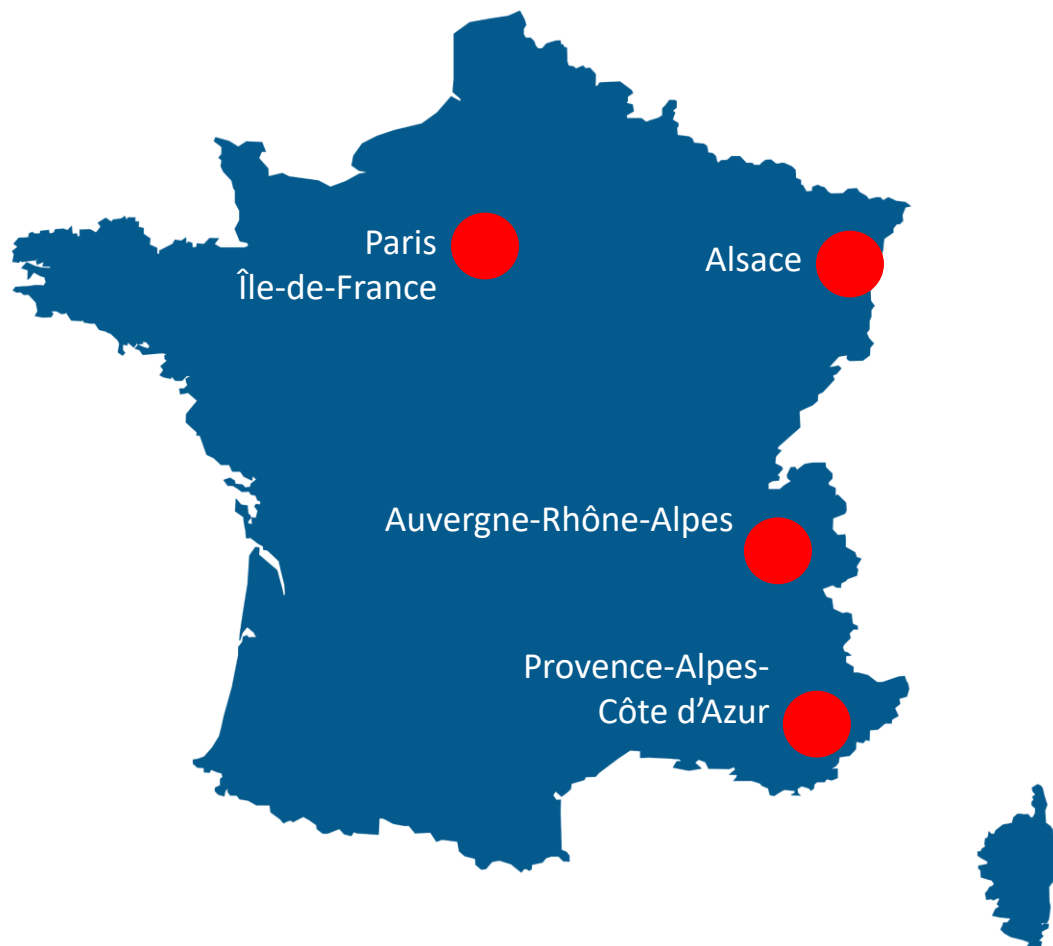 Paris
Île-de-France
Alsace
Auvergne-Rhône-Alpes
Provence-Alpes-
Côte d’Azur